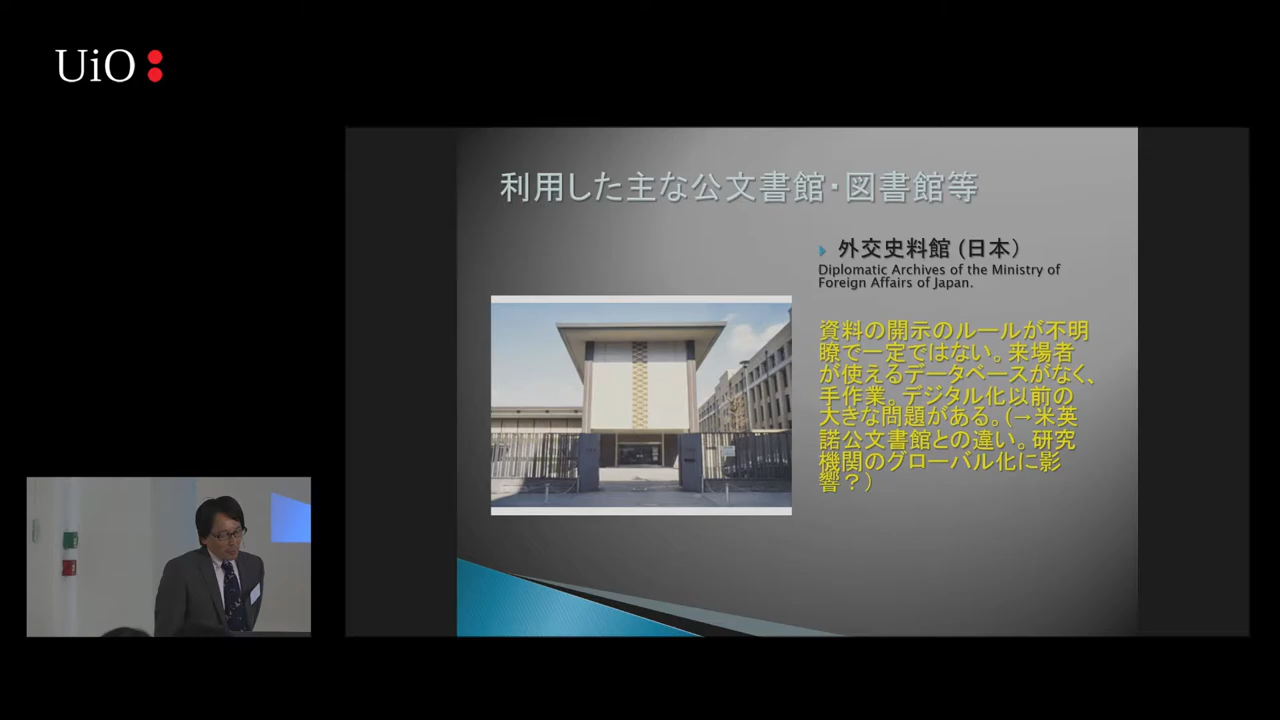 UiO:
利用した主な公文書館・図書館等
外交史料館 (日本)
Diplomatic Archives of the Ministry of
Foreign Affairs of Japan.
資料の開示のルールが不明
瞭で一定ではない。来場者
が使えるデータベースがなく、
手作業。デジタル化以前の
大きな問題がある。(→米英
諾公文書館との違い。研究
機関のグローバル化に影
響？)